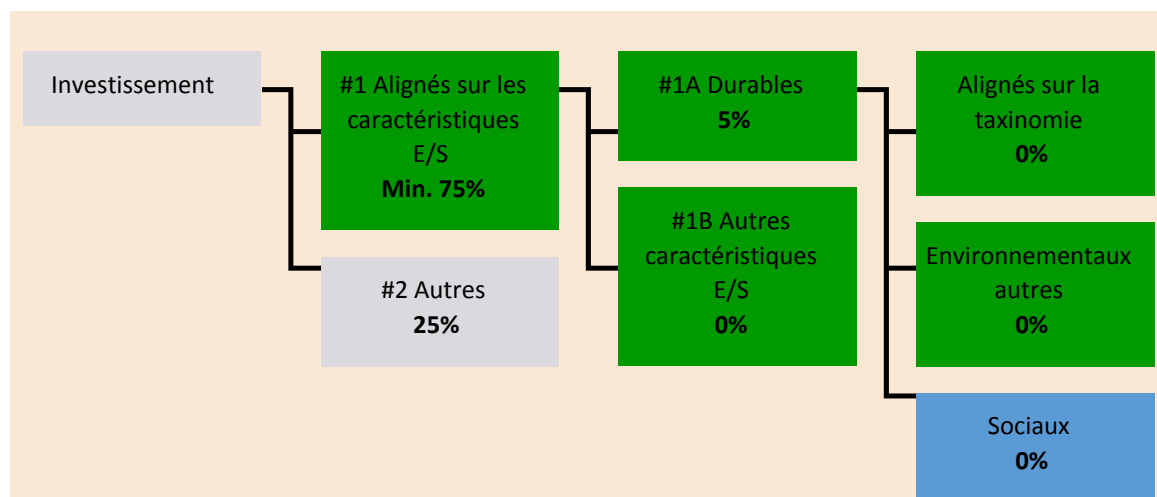 Investissement
#1 Alignés sur les
caractéristiques
E/S
Min. 75%
#2 Autres
25%
#1A Durables
5%
#1B Autres
caractéristiques
E/S
0%
Alignés sur la
taxinomie
0%
Environnementaux
autres
0%
Sociaux
0%